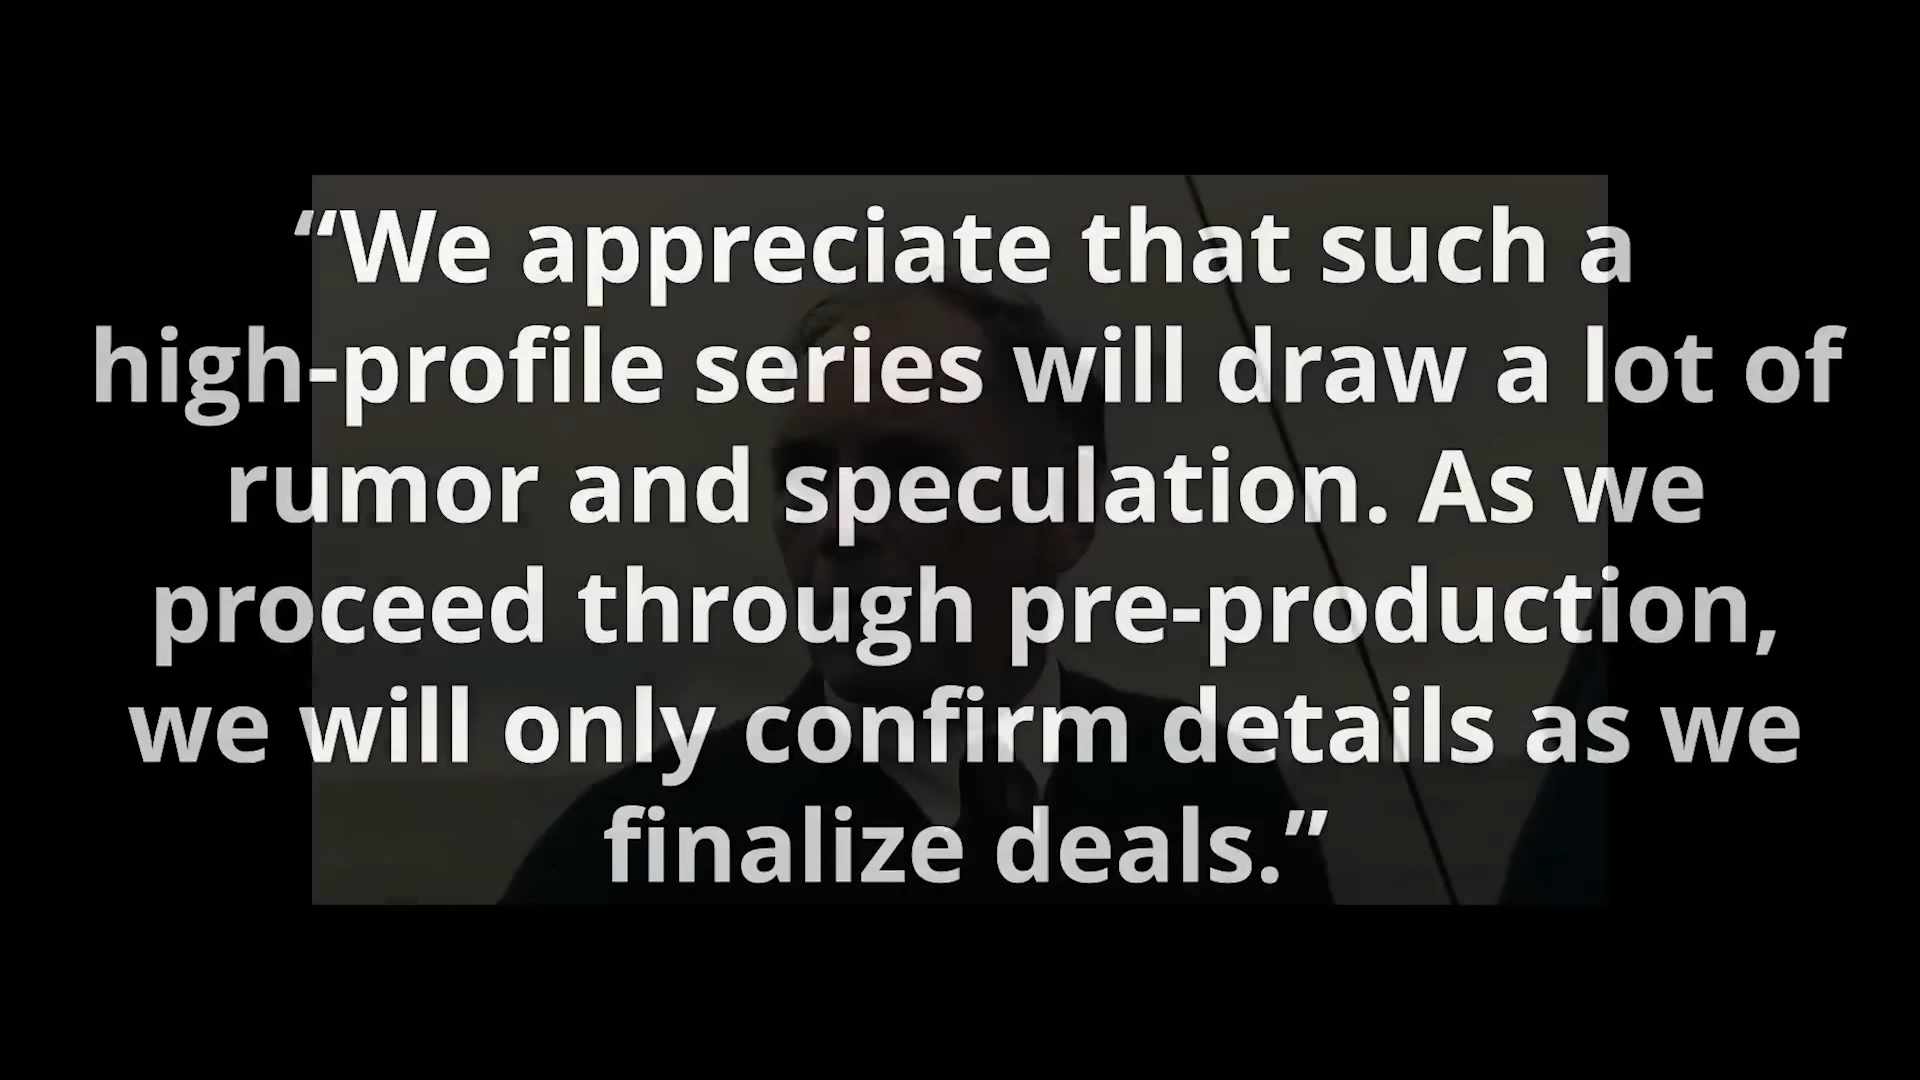 “We appreciate that such a
high-profile series will draw a lot of
rumor and speculation. As we
proceed through pre-production,
we will only confirm details as we
finalize deals.”